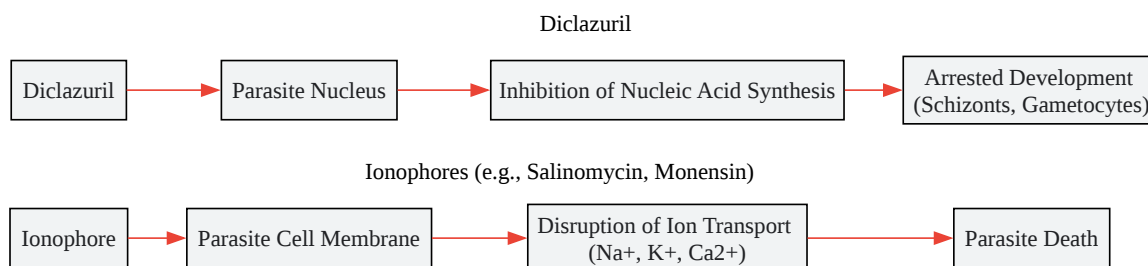 Diclazuril
Diclazuril
Parasite Nucleus
Inhibition of Nucleic Acid Synthesis
Arrested Development
(Schizonts, Gametocytes)
Ionophores (e.g., Salinomycin, Monensin)
Ionophore
Parasite Cell Membrane
Disruption of Ion Transport
(Na+, K+, Ca2+)
Parasite Death